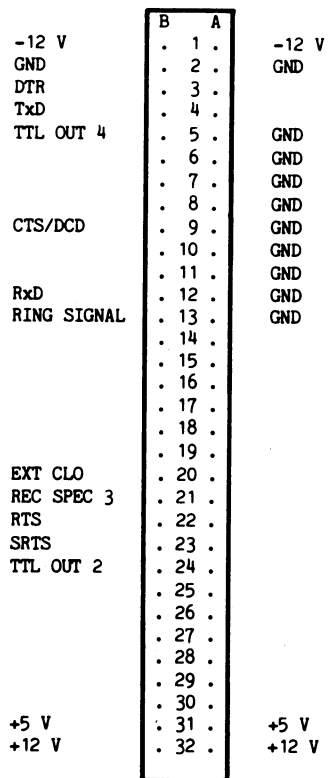 B A
-12 V . 1 . -12 V
GND . 2 . GND
DTR . 3 .
TxD . 4 .
TTL OUT 4 . 5 . GND
. 6 . GND
. 7 . GND
. 8 . GND
CTS/DCD . 9 . GND
. 10 . GND
. 11 . GND
RxD . 12 . GND
RING SIGNAL . 13 . GND
. 14 .
. 15 .
. 16 .
. 17 .
. 18 .
. 19 .
EXT CLO . 20 .
REC SPEC 3 . 21 .
RTS . 22 .
SRTS . 23 .
TTL OUT 2 . 24 .
. 25 .
. 26 .
. 27 .
. 28 .
. 29 .
. 30 .
+5 V . 31 . +5 V
+12 V . 32 . +12 V